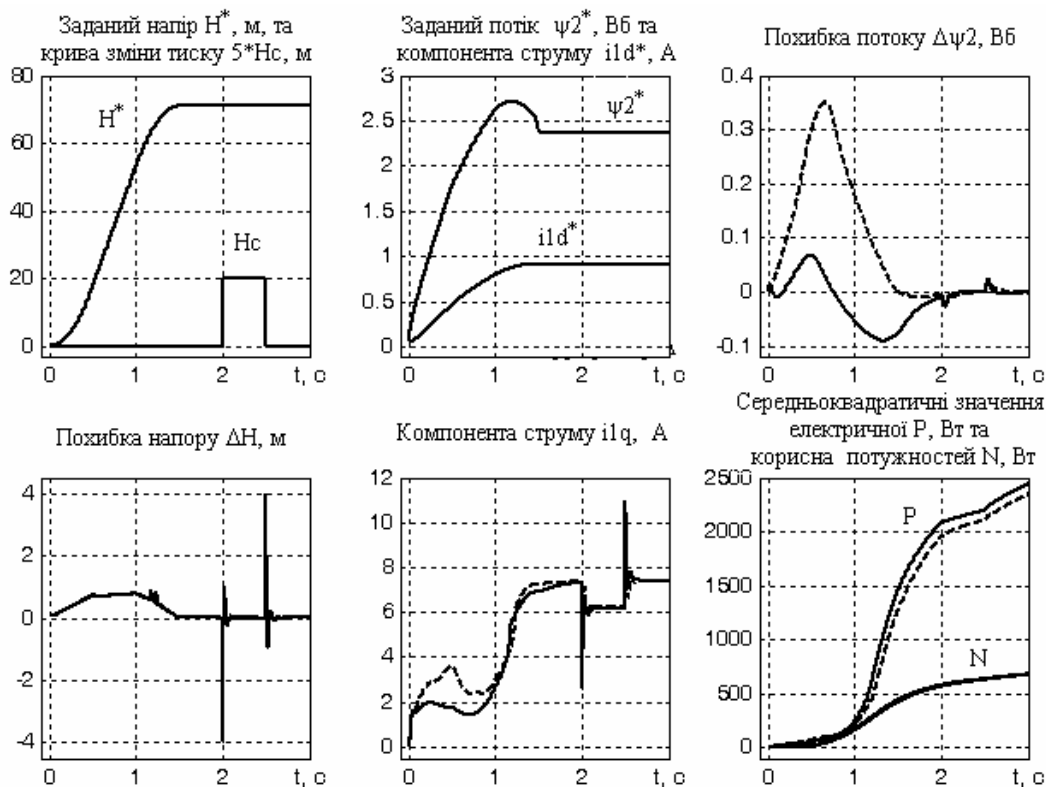 Заданий напір H*, м, та
крива зміни тиску 5*Hc, м
80
60
40
20
0
H*
Hc
0 1 2 t, c
Заданий потік ψ2*, Вб та
компонента струму i1d*, А
3
2.5
2
1.5
1
0.5
0
ψ2*
i1d*
0 1 2 t, c
Похибка потоку Δψ2, Вб
0.4
0.3
0.2
0.1
0
-0.1
0 1 2 t, c
Похибка напору ΔH, м
4
2
0
-2
-4
0 1 2 t, c
Компонента струму i1q, А
12
10
8
6
4
2
0
0 1 2 t, c
Середньоквадратичні значення
електричної P, Вт та
корисна потужностей N, Вт
2500
2000
1500
1000
500
0
P
N
0 1 2 t, c